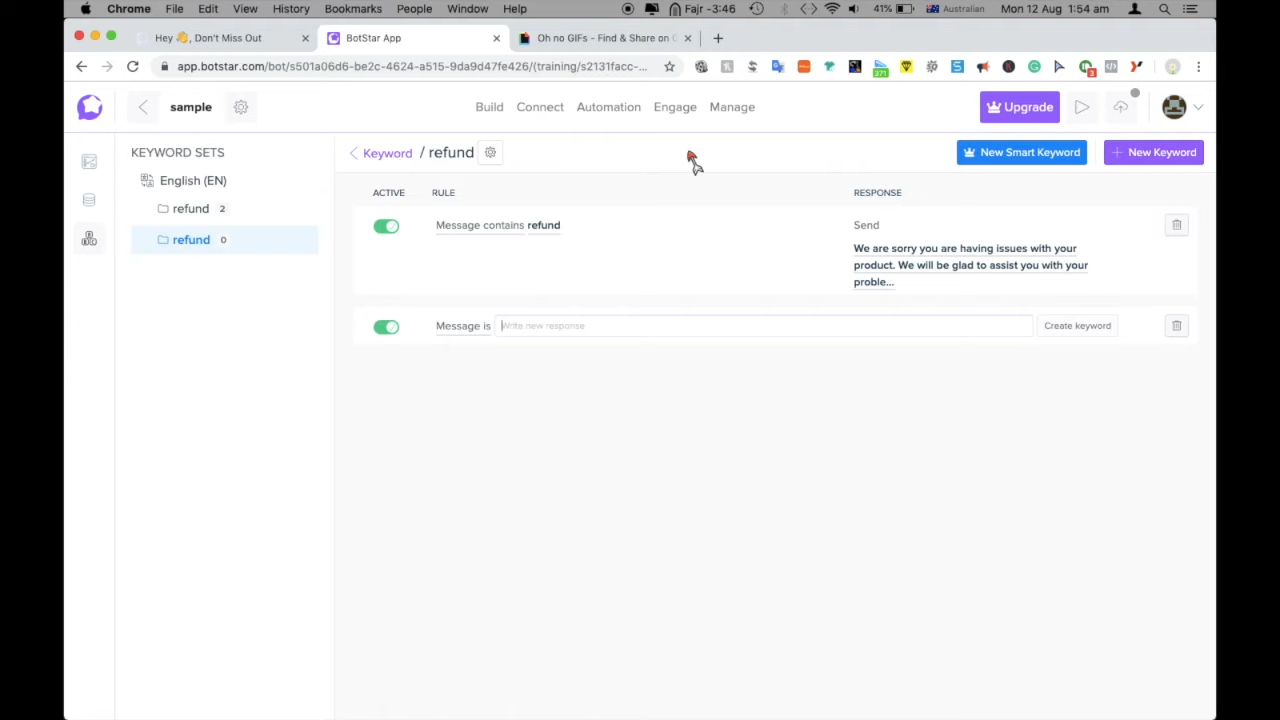 Chrome File Edit View History Bookmarks People Window Help Fajr -3:46 41% Australian Mon 12 Aug 1:54 am
Hey 👋, Don't Miss Out
BotStar App
Oh no GIFs - Find & Share on G
app.botstar.com/bot/s501a06d6-be2c-4624-a515-9da9d47fe426/(training/s2131facc-...
371
3
sample
Build Connect Automation Engage Manage
Upgrade
KEYWORD SETS
English (EN)
refund 2
refund 0
Keyword / refund
New Smart Keyword
+ New Keyword
ACTIVE RULE RESPONSE
Message contains refund
Send
We are sorry you are having issues with your
product. We will be glad to assist you with your
proble...
Message is Write new response Create keyword